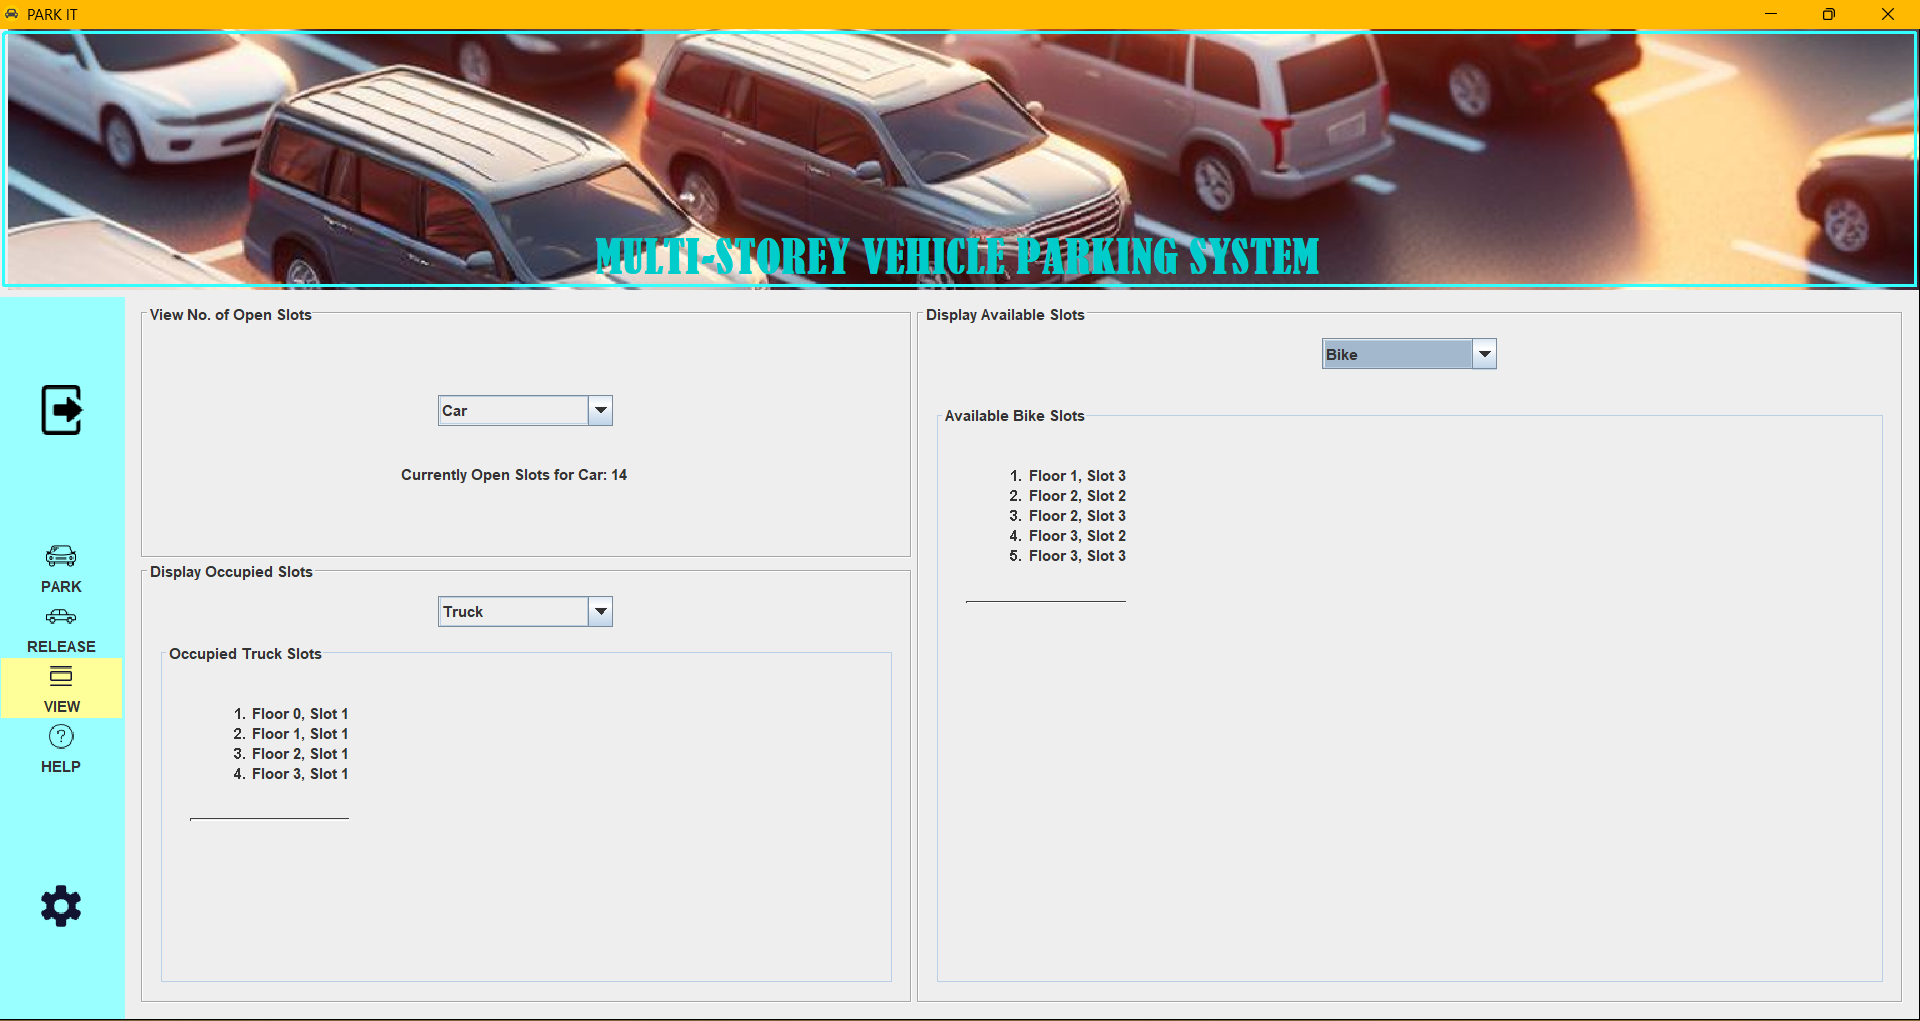 PARK IT
MULTI-STOREY VEHICLE PARKING SYSTEM
PARK
RELEASE
VIEW
HELP
View No. of Open Slots
Car
Currently Open Slots for Car: 14
Display Occupied Slots
Truck
Occupied Truck Slots
1. Floor 0, Slot 1
2. Floor 1, Slot 1
3. Floor 2, Slot 1
4. Floor 3, Slot 1
Display Available Slots
Bike
Available Bike Slots
1. Floor 1, Slot 3
2. Floor 2, Slot 2
3. Floor 2, Slot 3
4. Floor 3, Slot 2
5. Floor 3, Slot 3